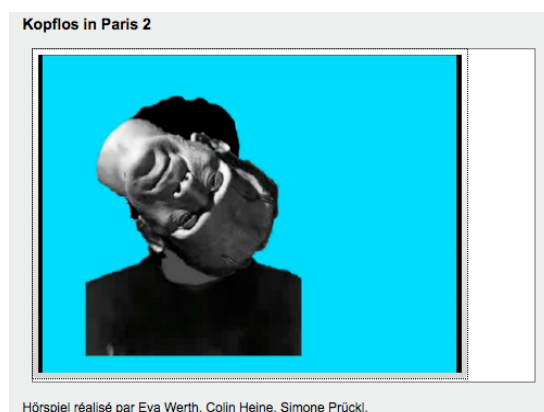 Kopflos in Paris 2
Hörspiel réalisé par Eva Werth, Colin Heine, Simone Prückl.